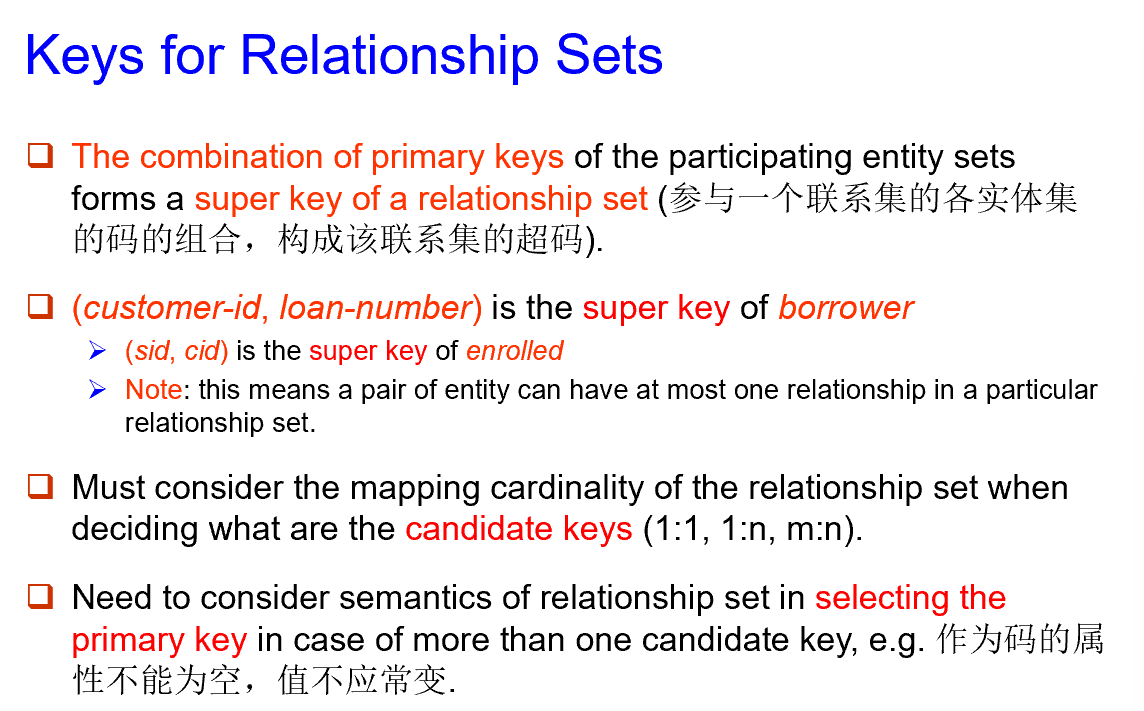 Keys for Relationship Sets
The combination of primary keys of the participating entity sets
forms a super key of a relationship set (参与一个联系集的各实体集
的码的组合，构成该联系集的超码).
(customer-id, loan-number) is the super key of borrower
(sid, cid) is the super key of enrolled
Note: this means a pair of entity can have at most one relationship in a particular
relationship set.
Must consider the mapping cardinality of the relationship set when
deciding what are the candidate keys (1:1, 1:n, m:n).
Need to consider semantics of relationship set in selecting the
primary key in case of more than one candidate key, e.g. 作为码的属
性不能为空，值不应常变.